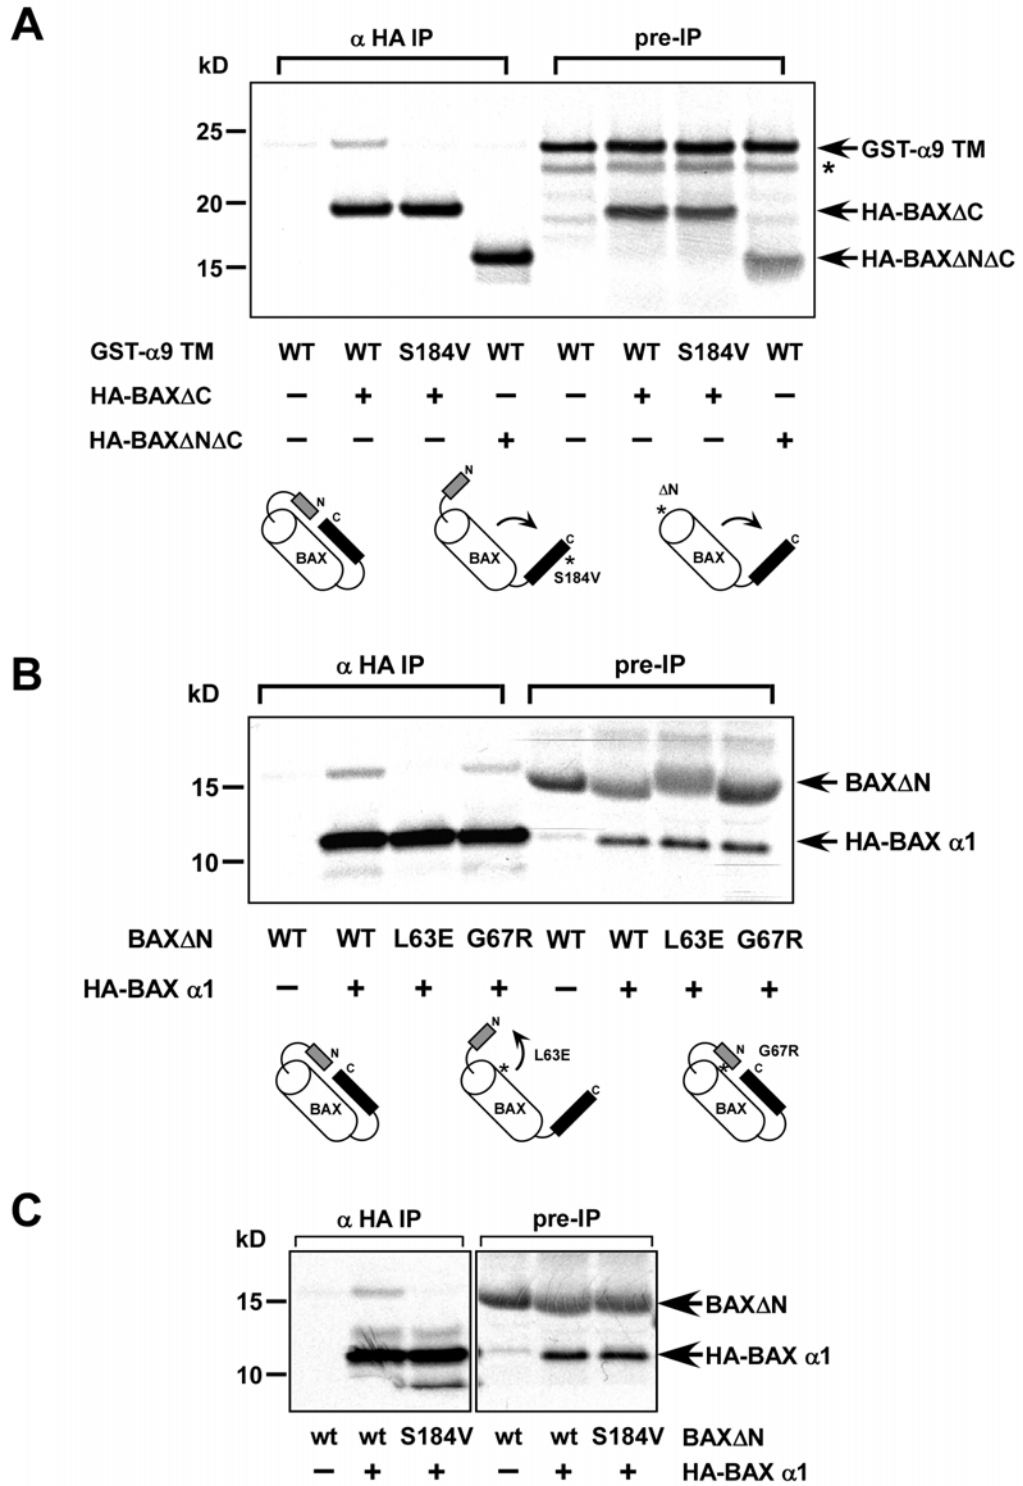 A
α HA IP pre-IP
kD
25
20
15
GST-α9 TM
*
HA-BAXΔC
HA-BAXΔNΔC
GST-α9 TM WT WT S184V WT WT WT S184V WT
HA-BAXΔC − + + − − + + −
HA-BAXΔNΔC − − − + − − − +
N C BAX
N BAX C * S184V
ΔN * BAX C
B
α HA IP pre-IP
kD
15
10
BAXΔN
HA-BAX α1
BAXΔN WT WT L63E G67R WT WT L63E G67R
HA-BAX α1 − + + + − + + +
N C BAX
N * L63E BAX C
N G67R * C BAX
C
α HA IP pre-IP
kD
15
10
BAXΔN
HA-BAX α1
wt wt S184V wt wt S184V BAXΔN
− + + − + + HA-BAX α1